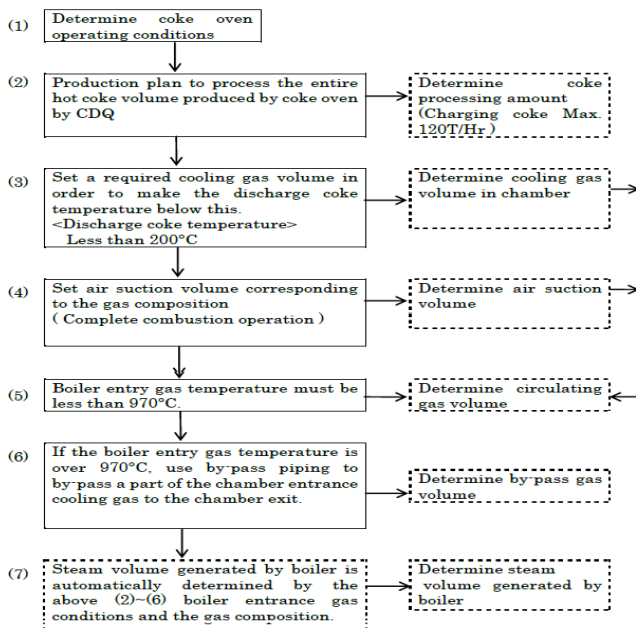 (1)
Determine coke oven
operating conditions
(2)
Production plan to process the entire
hot coke volume produced by coke oven
by CDQ
Determine coke
processing amount
(Charging coke Max.
120T/Hr )
(3)
Set a required cooling gas volume in
order to make the discharge coke
temperature below this.
<Discharge coke temperature>
Less than 200°C
Determine cooling gas
volume in chamber
(4)
Set air suction volume corresponding
to the gas composition
( Complete combustion operation )
Determine air suction
volume
(5)
Boiler entry gas temperature must be
less than 970°C.
Determine circulating
gas volume
(6)
If the boiler entry gas temperature is
over 970°C, use by-pass piping to
by-pass a part of the chamber entrance
cooling gas to the chamber exit.
Determine by-pass gas
volume
(7)
Steam volume generated by boiler is
automatically determined by the
above (2)~(6) boiler entrance gas
conditions and the gas composition.
Determine steam
volume generated by
boiler